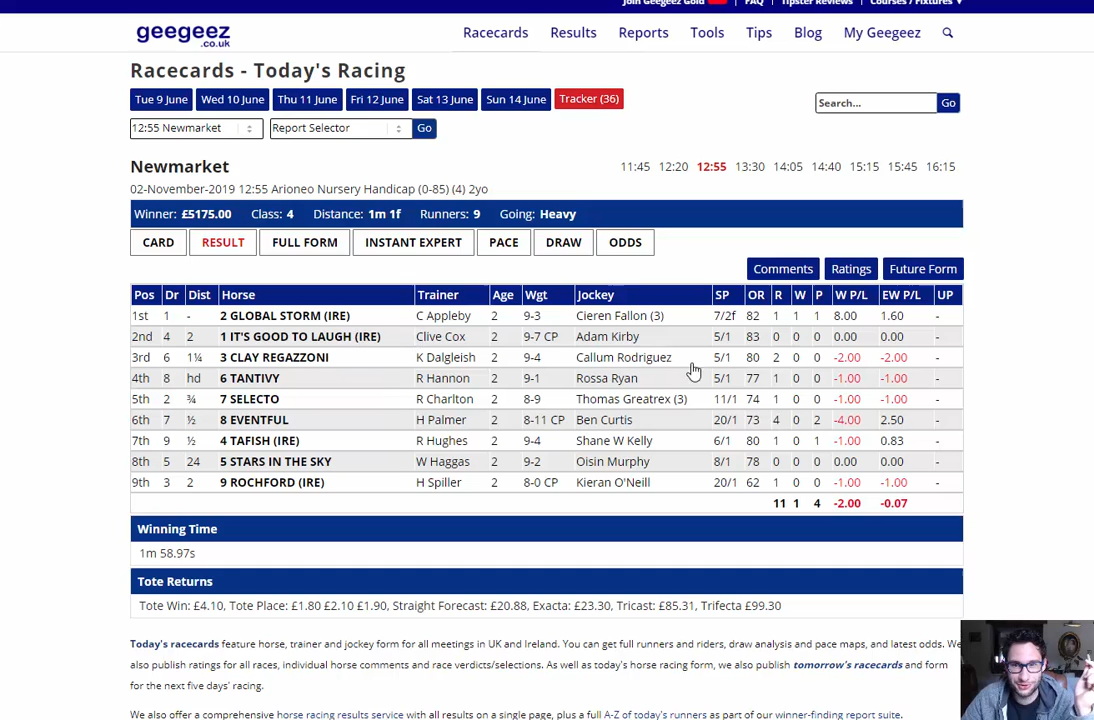 Join Geegeez Gold FAQ Tipster Reviews Courses / Fixtures
geegeez .co.uk Racecards Results Reports Tools Tips Blog My Geegeez
Racecards - Today's Racing
Tue 9 June Wed 10 June Thu 11 June Fri 12 June Sat 13 June Sun 14 June Tracker (36) Search... Go
12:55 Newmarket Report Selector Go
Newmarket 11:45 12:20 12:55 13:30 14:05 14:40 15:15 15:45 16:15
02-November-2019 12:55 Arioneo Nursery Handicap (0-85) (4) 2yo
Winner: £5175.00 Class: 4 Distance: 1m 1f Runners: 9 Going: Heavy
CARD RESULT FULL FORM INSTANT EXPERT PACE DRAW ODDS
Comments Ratings Future Form
Pos Dr Dist Horse Trainer Age Wgt Jockey SP OR R W P W P/L EW P/L UP
1st 1 - 2 GLOBAL STORM (IRE) C Appleby 2 9-3 Cieren Fallon (3) 7/2f 82 1 1 1 8.00 1.60 -
2nd 4 2 1 IT'S GOOD TO LAUGH (IRE) Clive Cox 2 9-7 CP Adam Kirby 5/1 83 0 0 0 0.00 0.00 -
3rd 6 1¼ 3 CLAY REGAZZONI K Dalgleish 2 9-4 Callum Rodriguez 5/1 80 2 0 0 -2.00 -2.00 -
4th 8 hd 6 TANTIVY R Hannon 2 9-1 Rossa Ryan 5/1 77 1 0 0 -1.00 -1.00 -
5th 2 ¾ 7 SELECTO R Charlton 2 8-9 Thomas Greatrex (3) 11/1 74 1 0 0 -1.00 -1.00 -
6th 7 ½ 8 EVENTFUL H Palmer 2 8-11 CP Ben Curtis 20/1 73 4 0 2 -4.00 2.50 -
7th 9 ½ 4 TAFISH (IRE) R Hughes 2 9-4 Shane W Kelly 6/1 80 1 0 1 -1.00 0.83 -
8th 5 24 5 STARS IN THE SKY W Haggas 2 9-2 Oisin Murphy 8/1 78 0 0 0 0.00 0.00 -
9th 3 2 9 ROCHFORD (IRE) H Spiller 2 8-0 CP Kieran O'Neill 20/1 62 1 0 0 -1.00 -1.00 -
11 1 4 -2.00 -0.07
Winning Time
1m 58.97s
Tote Returns
Tote Win: £4.10, Tote Place: £1.80 £2.10 £1.90, Straight Forecast: £20.88, Exacta: £23.30, Tricast: £85.31, Trifecta £99.30
Today's racecards feature horse, trainer and jockey form for all meetings in UK and Ireland. You can get full runners and riders, draw analysis and pace maps, and latest odds. We
also publish ratings for all races, individual horse comments and race verdicts/selections. As well as today's horse racing form, we also publish tomorrow's racecards and form
for the next five days' racing.
We also offer a comprehensive horse racing results service with all results on a single page, plus a full A-Z of today's runners as part of our winner-finding report suite.